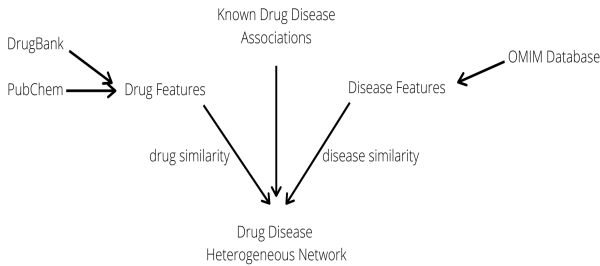 Known Drug Disease
Associations
DrugBank
OMIM Database
PubChem
Drug Features
Disease Features
drug similarity
disease similarity
Drug Disease
Heterogeneous Network